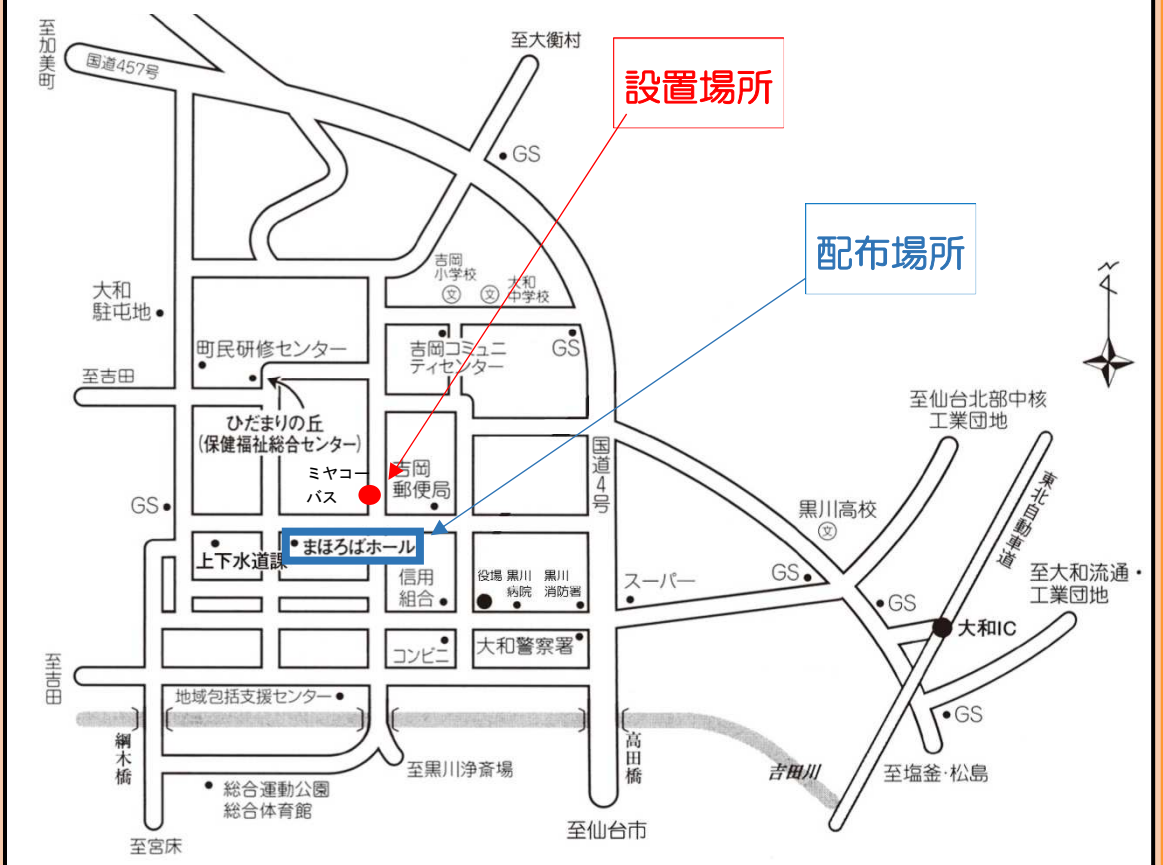 至加美町
国道457号
至大衡村
設置場所
GS
配布場所
吉岡
小学校
文
文
大和
中学校
大和
駐屯地
町民研修センター
吉岡コミュニ
ティセンター
GS
至吉田
ひだまりの丘
(保健福祉総合センター)
至仙台北部中核
工業団地
国道4号
ミヤコー
バス
吉岡
郵便局
GS
黒川高校
文
東北自動車道
上下水道課
まほろばホール
信用
組合
役場
黒川
病院
黒川
消防署
スーパー
GS
GS
至大和流通・
工業団地
大和IC
コンビニ
大和警察署
至吉田
地域包括支援センター
GS
綱木橋
高田橋
至黒川浄斎場
吉田川
至塩釜・松島
総合運動公園
総合体育館
至宮床
至仙台市